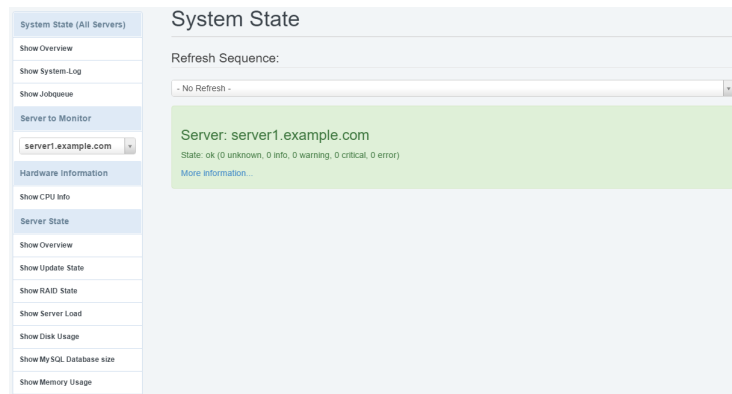 System State (All Servers)
Show Overview
Show System-Log
Show Jobqueue
Server to Monitor
server1.example.com
Hardware Information
Show CPU Info
Server State
Show Overview
Show Update State
Show RAID State
Show Server Load
Show Disk Usage
Show MySQL Database size
Show Memory Usage
System State
Refresh Sequence:
- No Refresh -
Server: server1.example.com
State: ok (0 unknown, 0 info, 0 warning, 0 critical, 0 error)
More information...